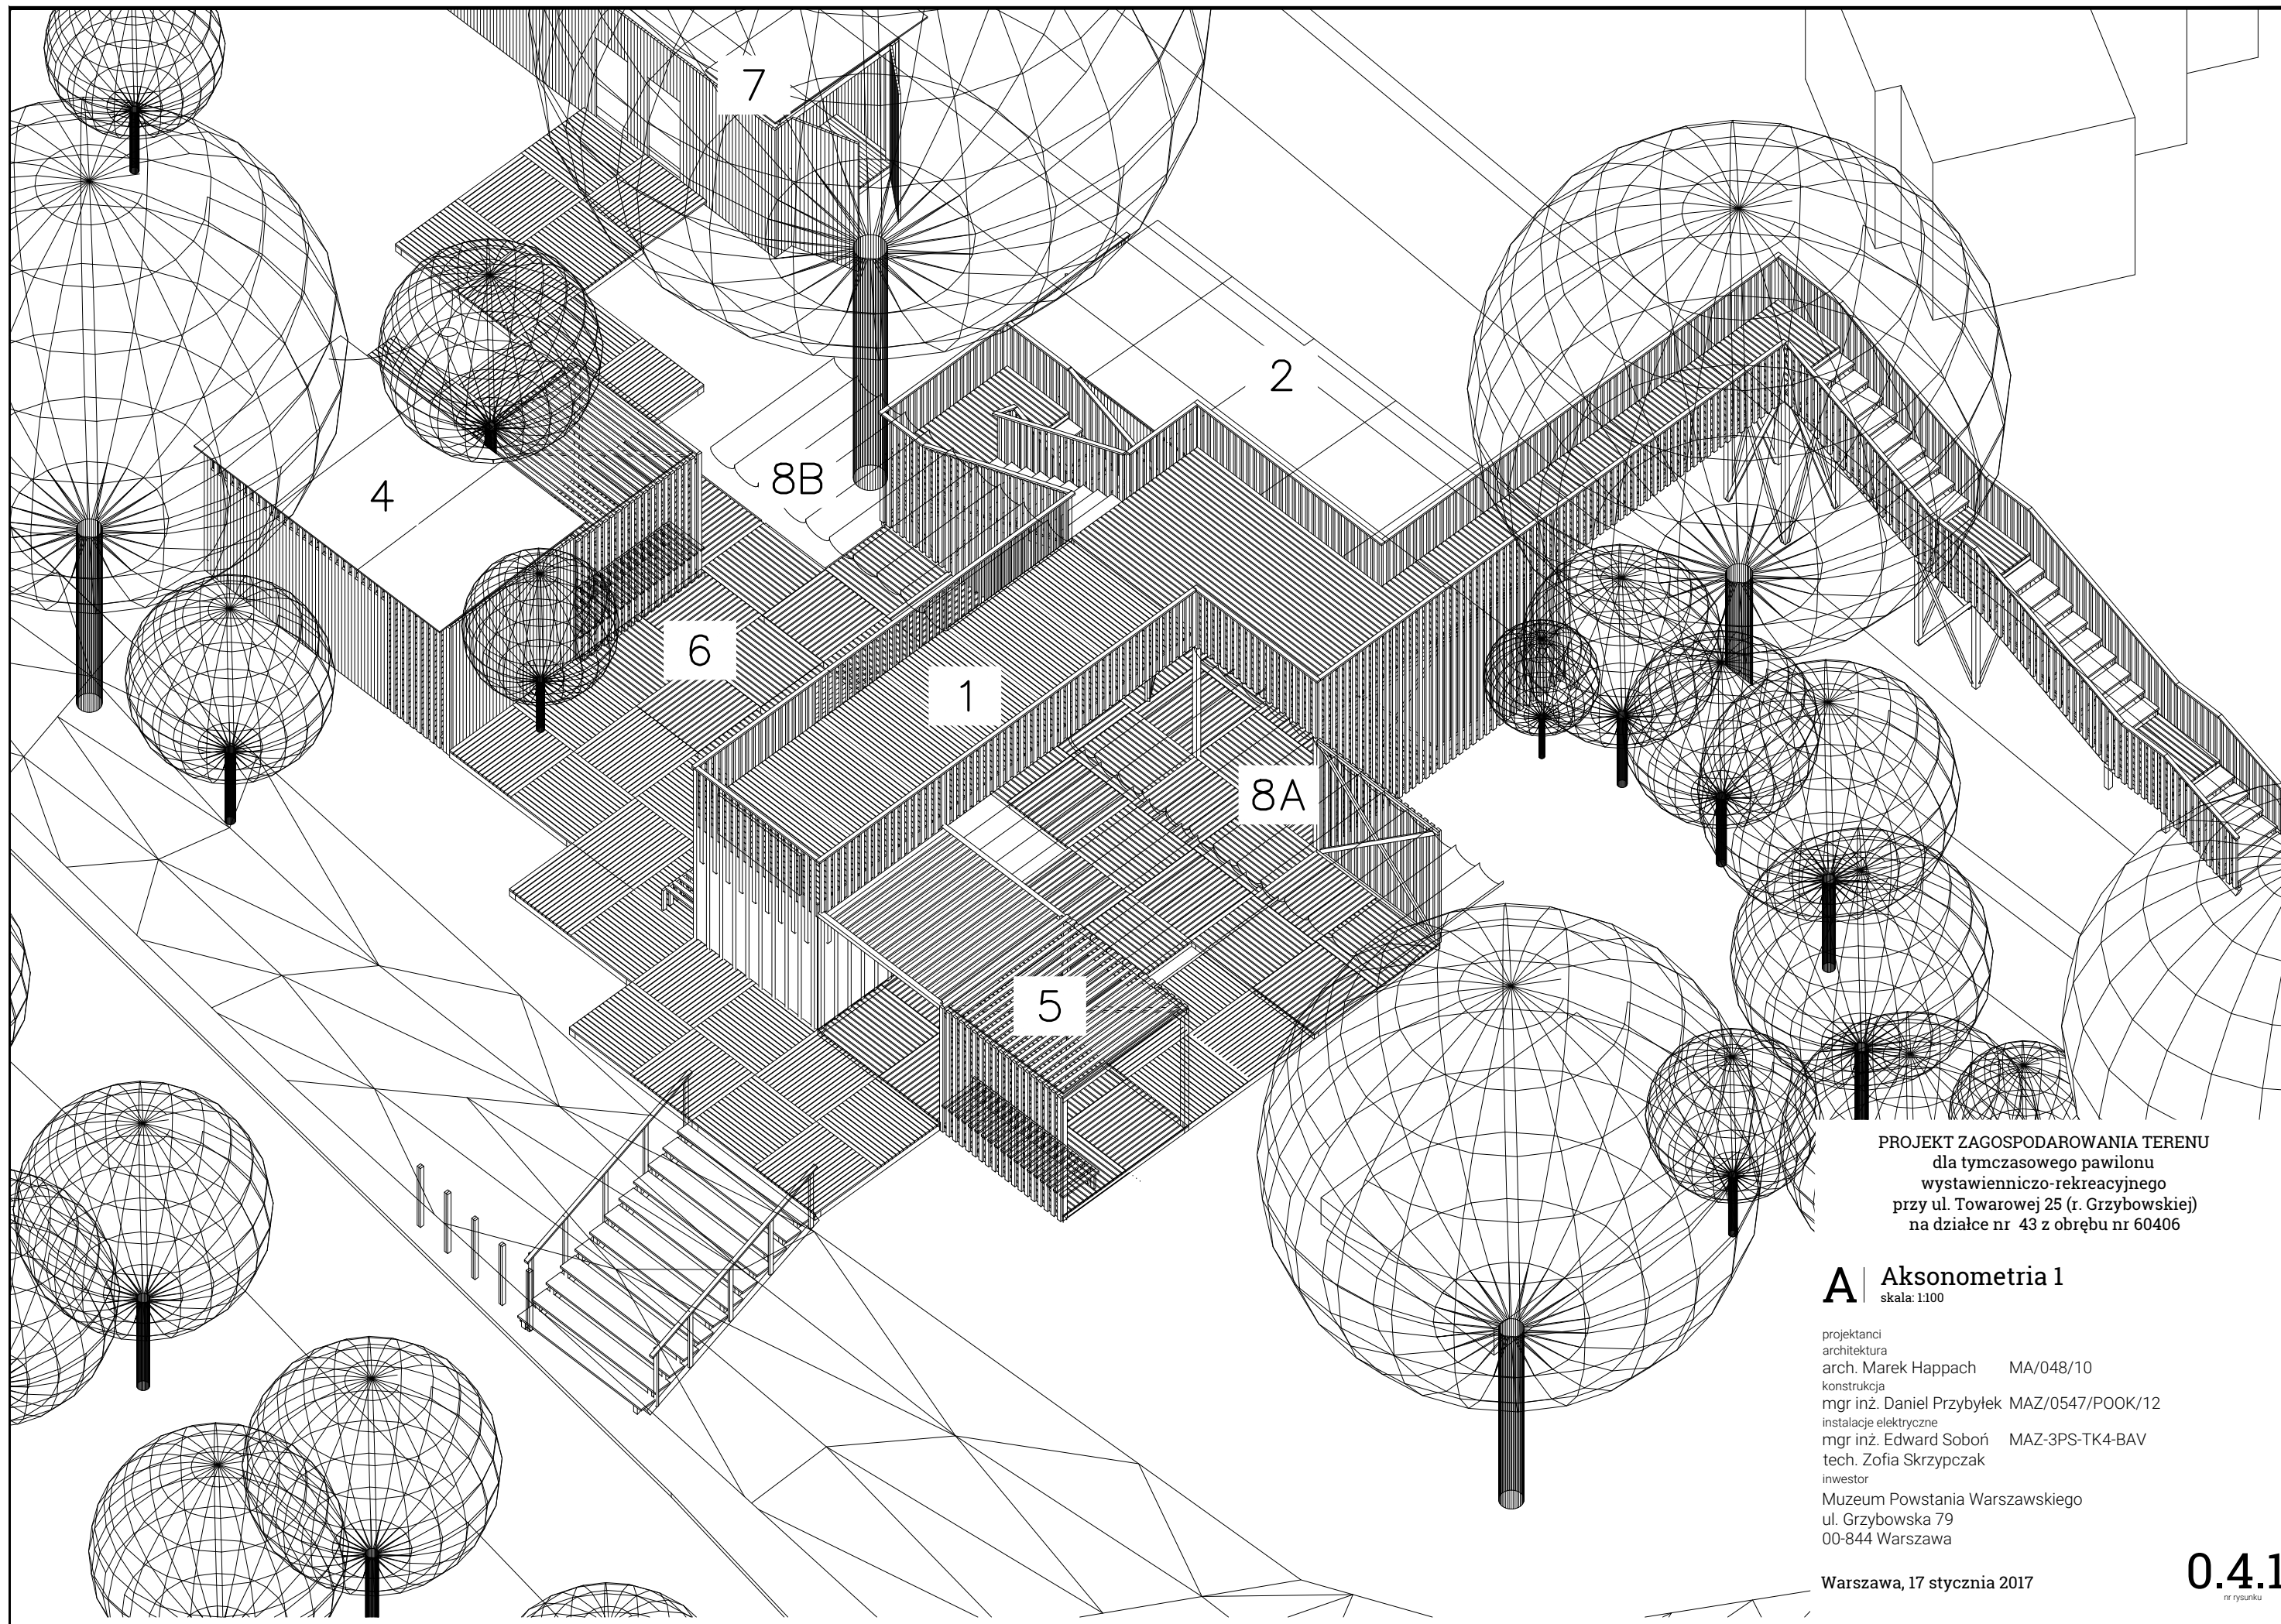 7
2
4
8B
6
1
8A
5
PROJEKT ZAGOSPODAROWANIA TERENU
dla tymczasowego pawilonu
wystawienniczo-rekreacyjnego
przy ul. Towarowej 25 (r. Grzybowskiej)
na działce nr 43 z obrębu nr 60406
A | Aksonometria 1
skala: 1:100
projektanci
architektura
arch. Marek Happach MA/048/10
konstrukcja
mgr inż. Daniel Przybyłek MAZ/0547/POOK/12
instalacje elektryczne
mgr inż. Edward Soboń MAZ-3PS-TK4-BAV
tech. Zofia Skrzypczak
inwestor
Muzeum Powstania Warszawskiego
ul. Grzybowska 79
00-844 Warszawa
Warszawa, 17 stycznia 2017
0.4.1
nr rysunku